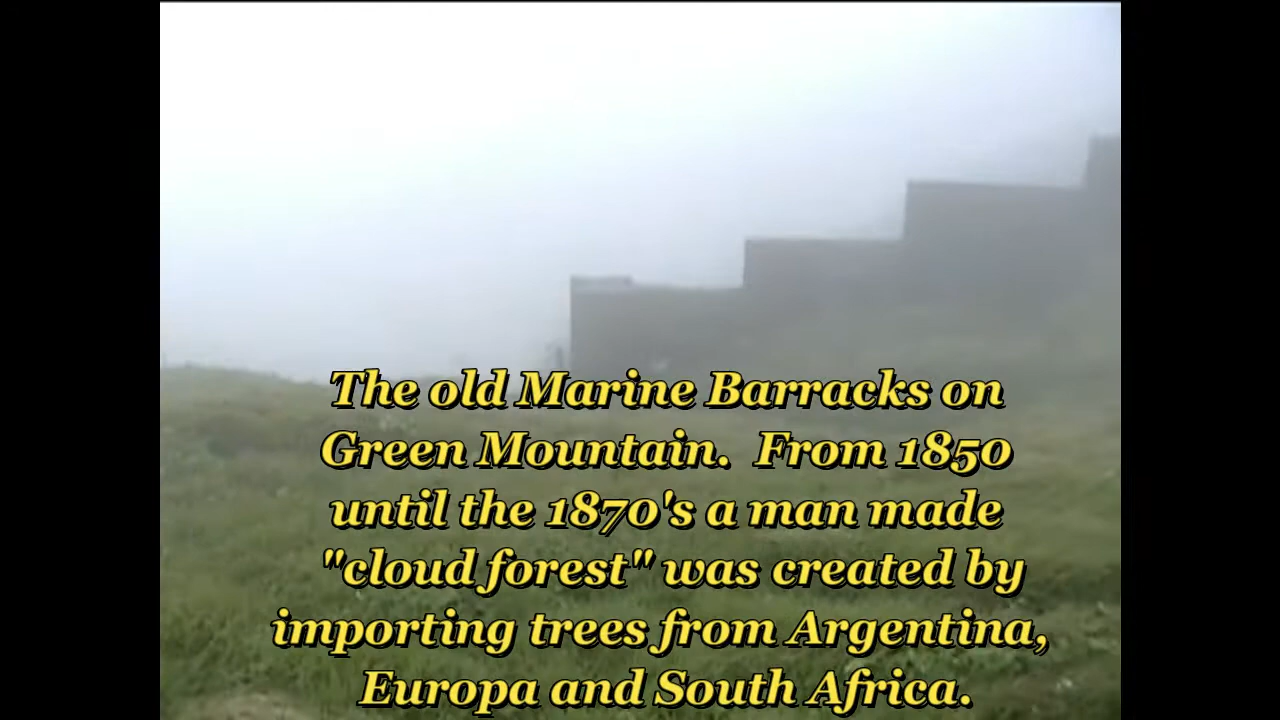 The old Marine Barracks on
Green Mountain. From 1850
until the 1870's a man made
"cloud forest" was created by
importing trees from Argentina,
Europa and South Africa.